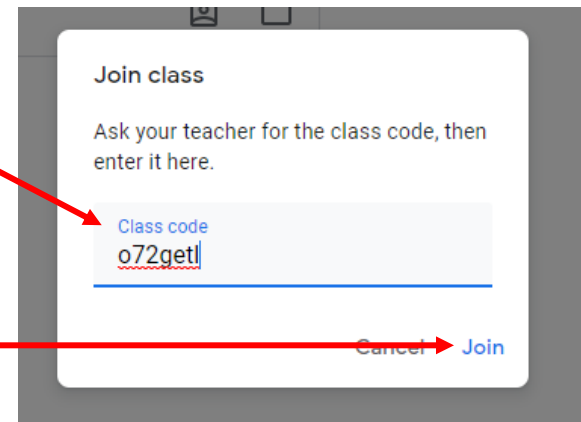 Join class
Ask your teacher for the class code, then
enter it here.
Class code
o72getl
Cancel Join